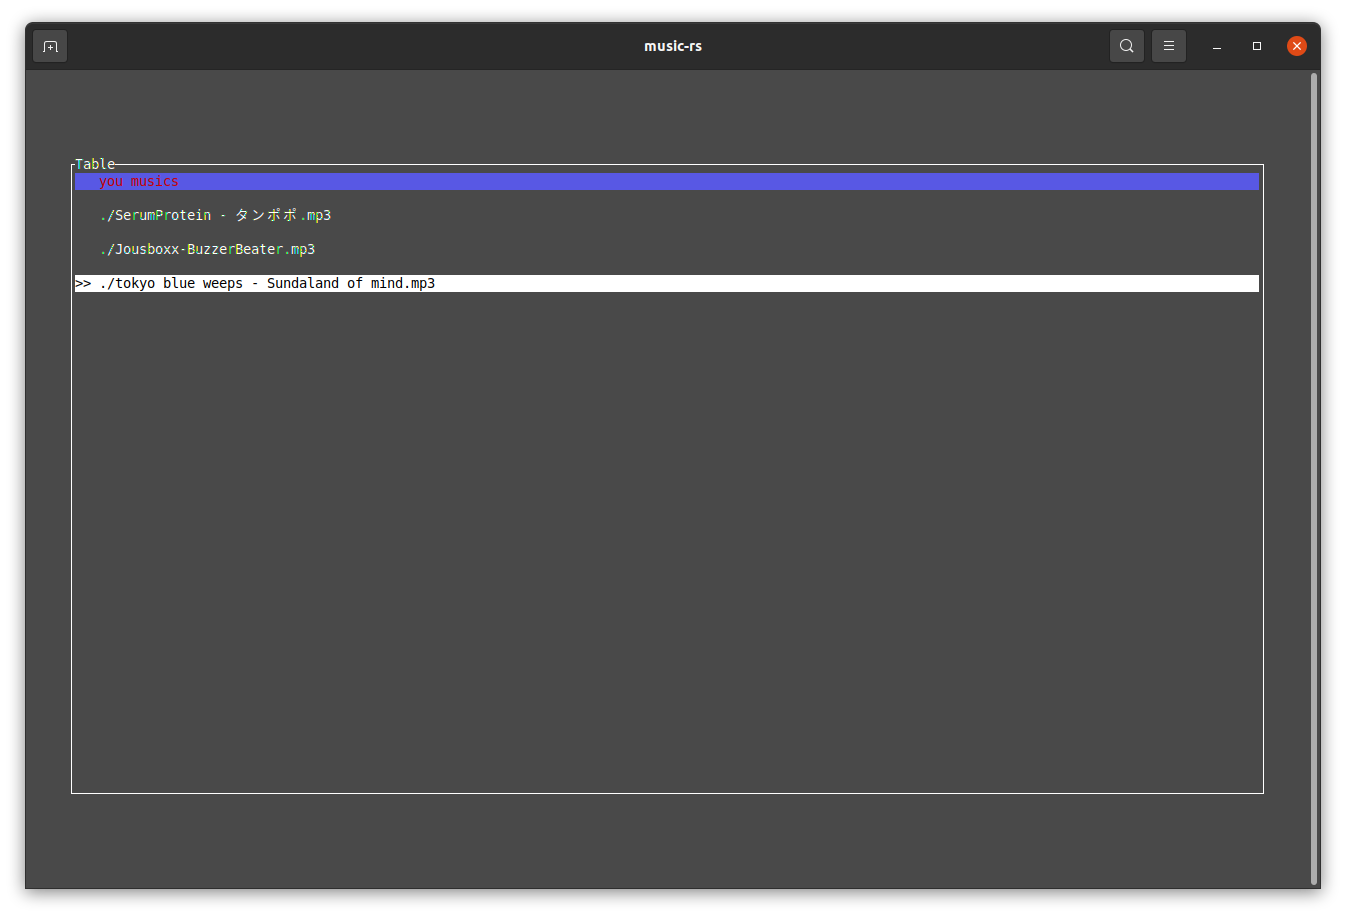 music-rs
Table
you musics
./SerumProtein - タンポポ.mp3
./Jousboxx-BuzzerBeater.mp3
>> ./tokyo blue weeps - Sundaland of mind.mp3